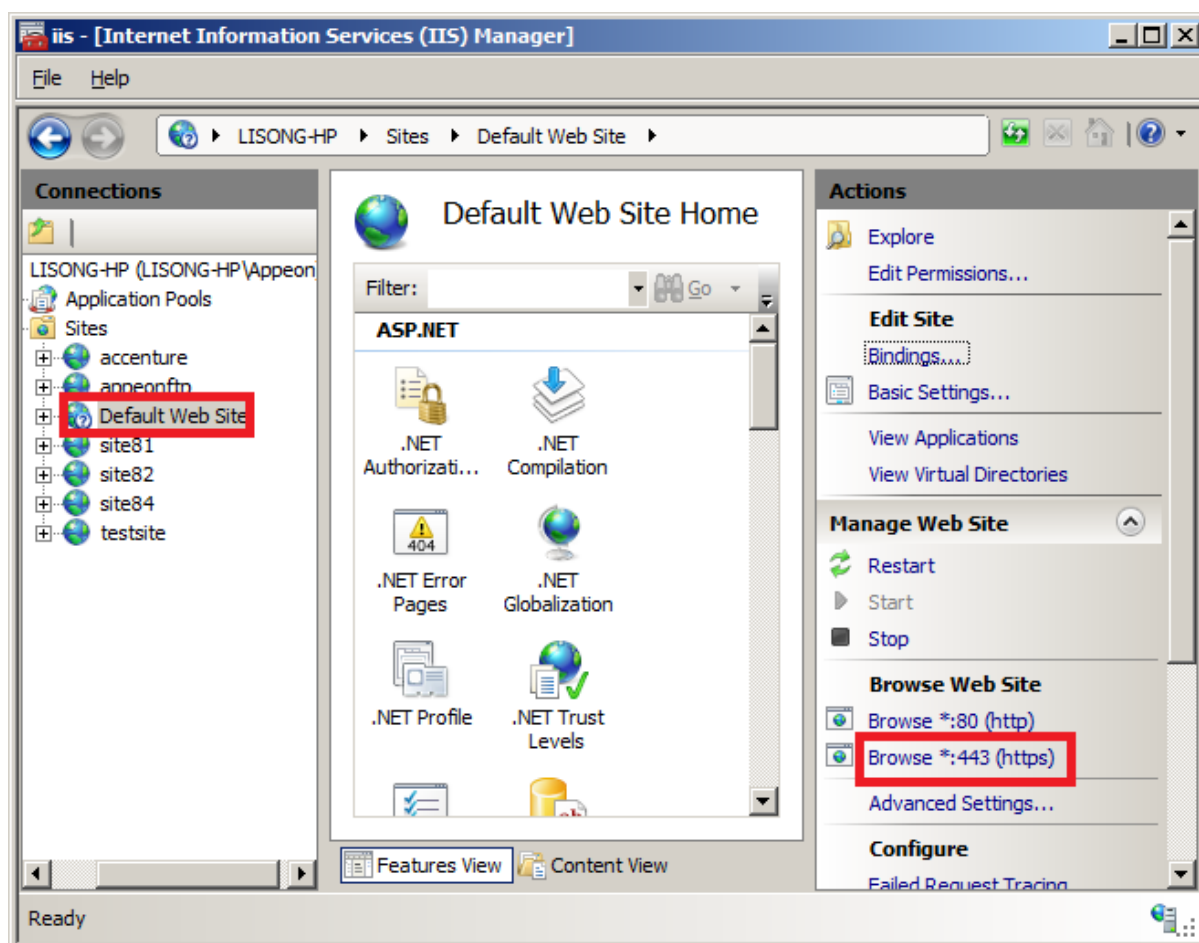 iis - [Internet Information Services (IIS) Manager]
File Help
LISONG-HP Sites Default Web Site
Connections
LISONG-HP (LISONG-HP\Appeon
Application Pools
Sites
accenture
appeonftp
Default Web Site
site81
site82
site84
testsite
Default Web Site Home
Filter: Go
ASP.NET
.NET Authorizati...
.NET Compilation
404
.NET Error Pages
.NET Globalization
.NET Profile
.NET Trust Levels
ab
Features View Content View
Actions
Explore
Edit Permissions...
Edit Site
Bindings...
Basic Settings...
View Applications
View Virtual Directories
Manage Web Site
Restart
Start
Stop
Browse Web Site
Browse *:80 (http)
Browse *:443 (https)
Advanced Settings...
Configure
Failed Request Tracing
Ready